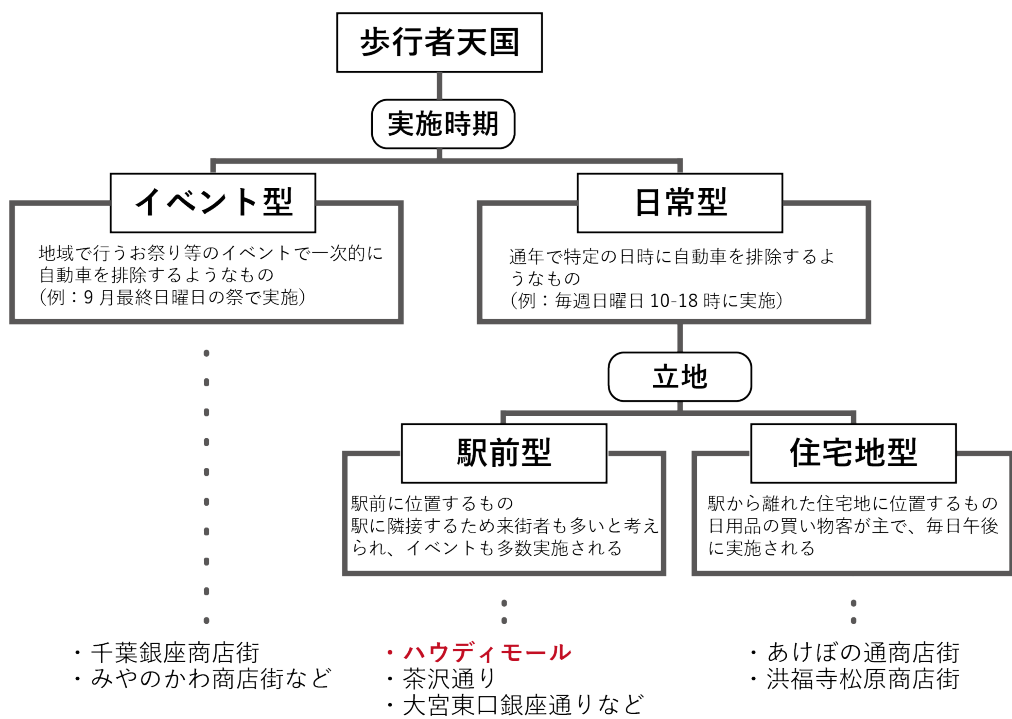 歩行者天国
実施時期
イベント型
地域で行うお祭り等のイベントで一次的に
自動車を排除するようなもの
(例：9月最終日曜日の祭で実施)
日常型
通年で特定の日時に自動車を排除するよ
うなもの
(例：毎週日曜日 10-18 時に実施)
立地
駅前型
駅前に位置するもの
駅に隣接するため来街者も多いと考え
られ、イベントも多数実施される
住宅地型
駅から離れた住宅地に位置するもの
日用品の買い物客が主で、毎日午後
に実施される
・千葉銀座商店街
・みやのかわ商店街など
・ハウディモール
・茶沢通り
・大宮東口銀座通りなど
・あけぼの通商店街
・洪福寺松原商店街